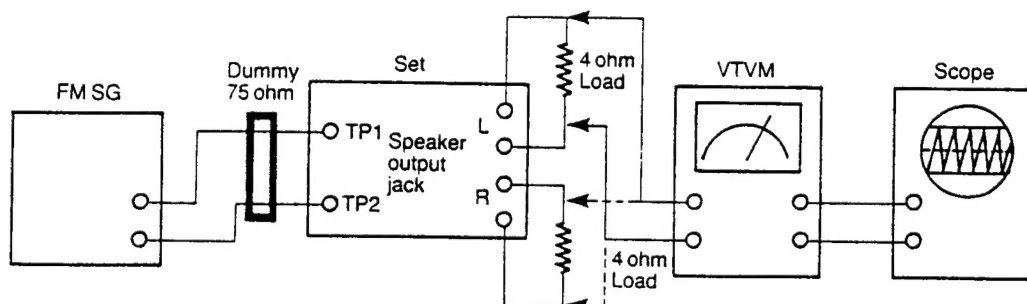 FM SG
Dummy
75 ohm
Set
TP1
TP2
Speaker
output
jack
L
R
4 ohm
Load
4 ohm
Load
VTVM
Scope